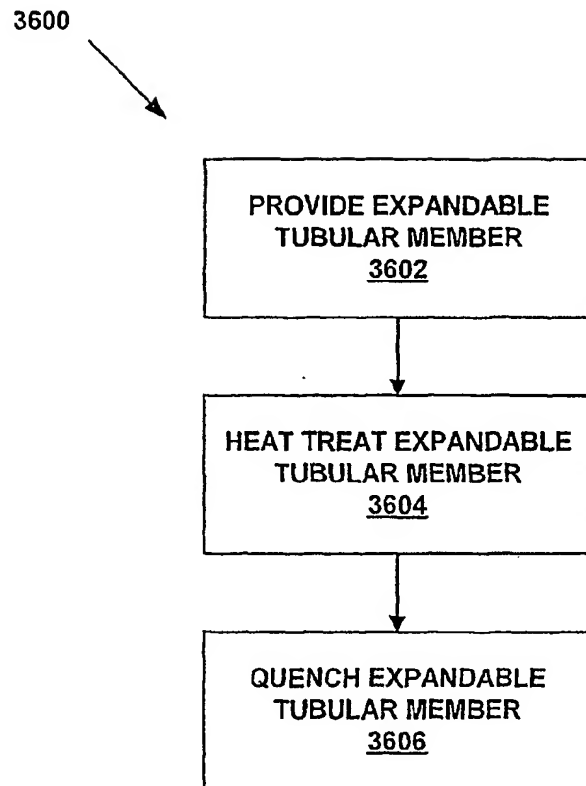 3600
PROVIDE EXPANDABLE
TUBULAR MEMBER
3602
HEAT TREAT EXPANDABLE
TUBULAR MEMBER
3604
QUENCH EXPANDABLE
TUBULAR MEMBER
3606